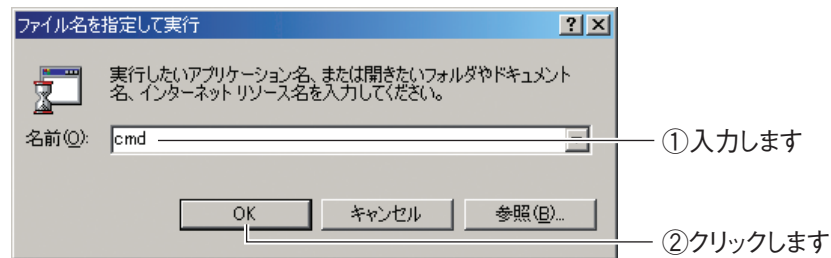 ファイル名を指定して実行
実行したいアプリケーション名、または開きたいフォルダやドキュメント
名、インターネット リソース名を入力してください。
名前(O):
cmd
①入力します
OK
キャンセル
参照(B)...
②クリックします